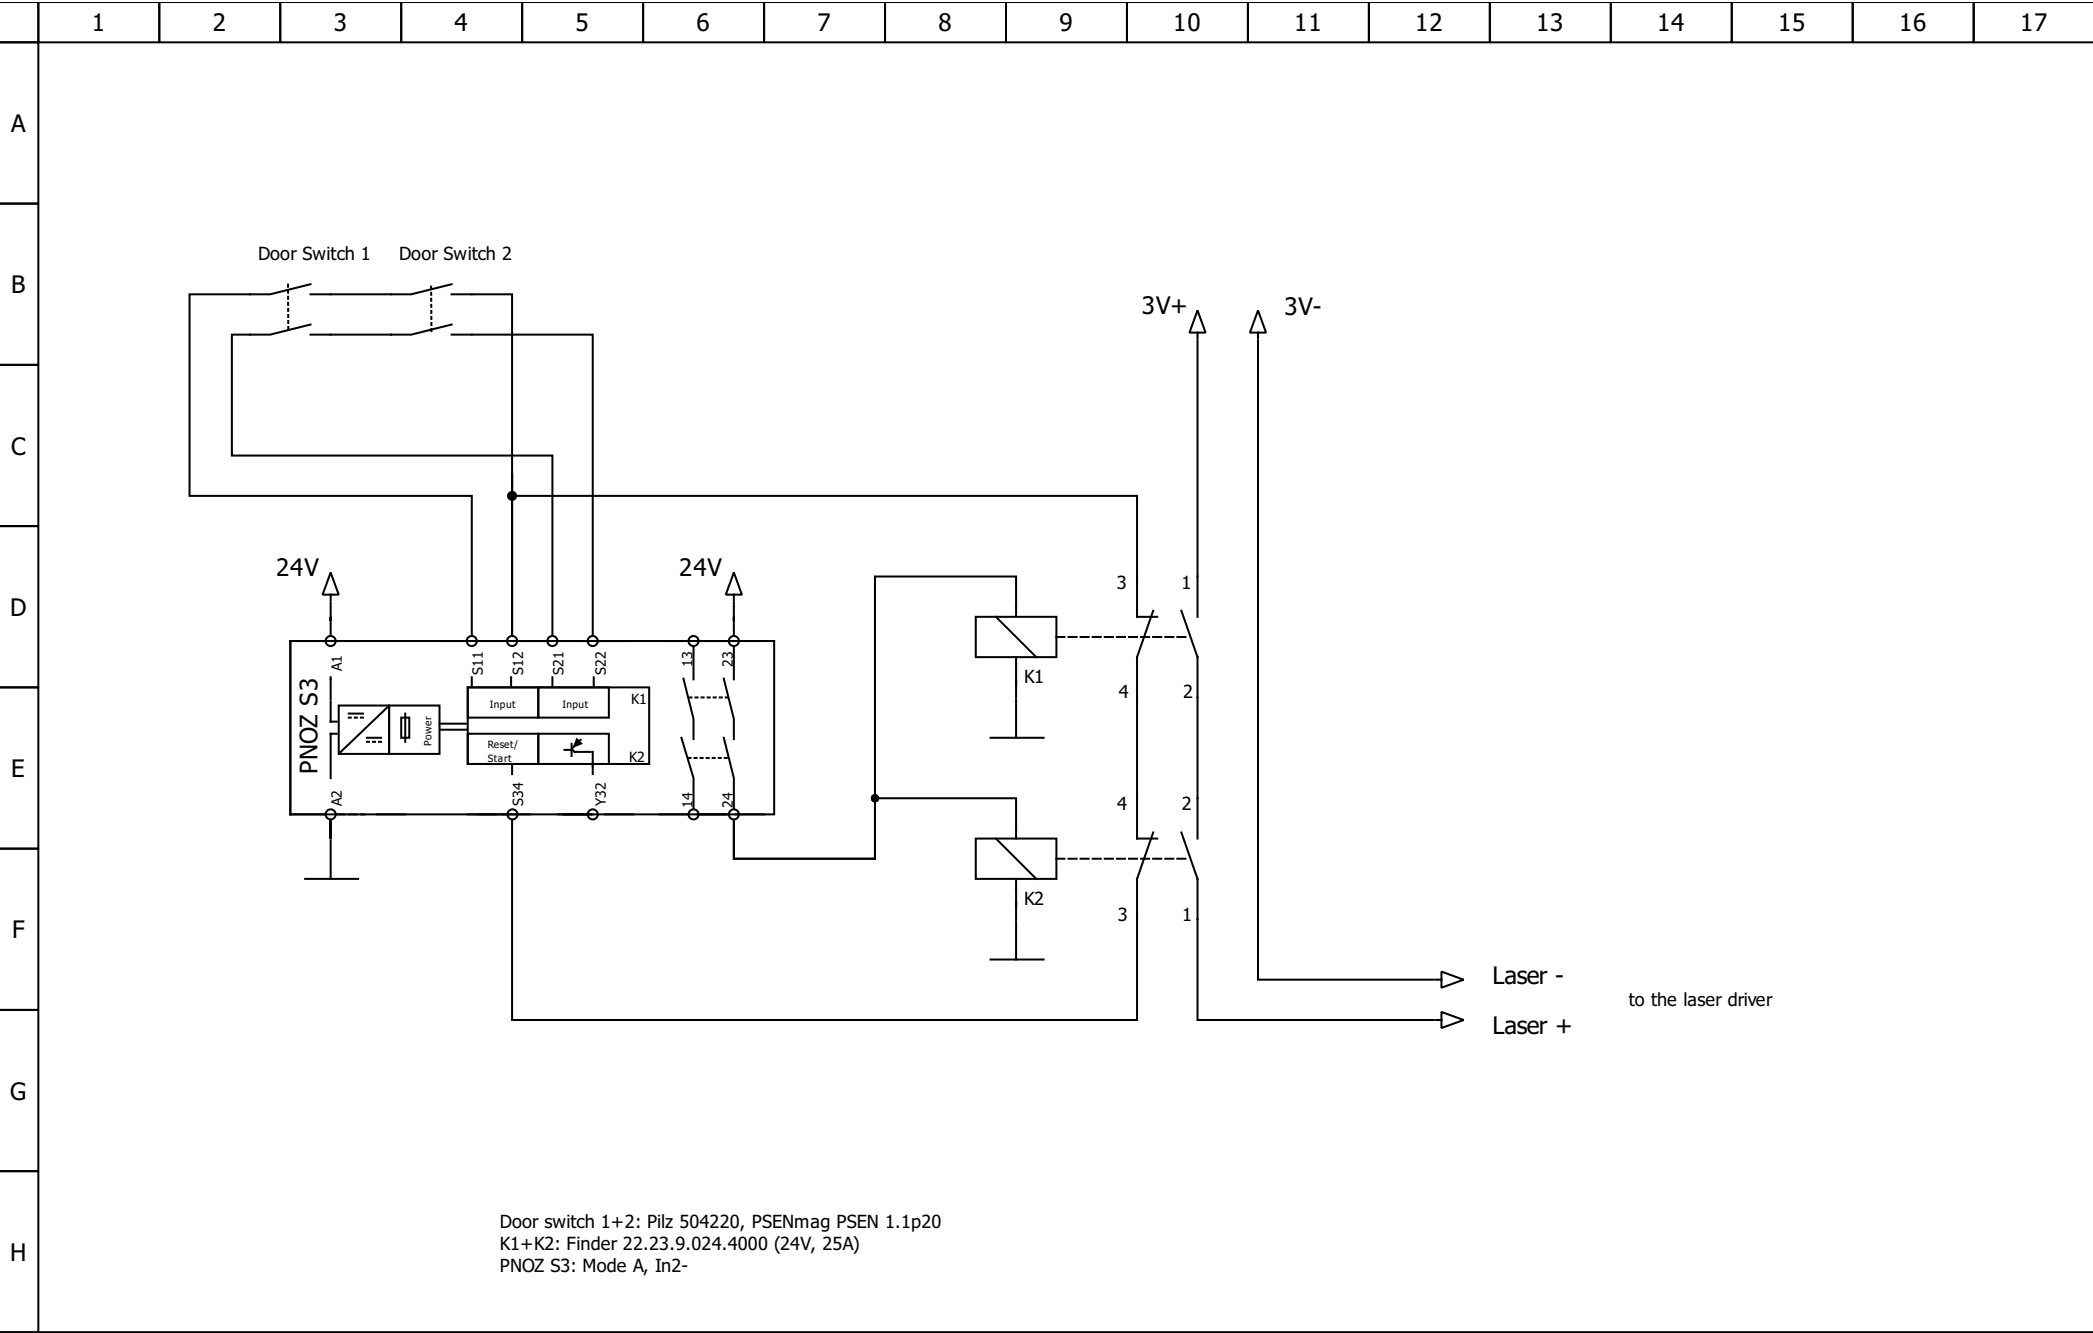 1 2 3 4 5 6 7 8 9 10 11 12 13 14 15 16 17
A
B
C
D
E
F
G
H
Door Switch 1 Door Switch 2
3V+ 3V-
24V 24V
3 1
A1 S11 S12 S21 S22 13 23
K1
4 2
PNOZ S3
Input Input K1
Power
Reset/
Start
K2
A2 S34 Y32 14 24
4 2
K2
3 1
Laser -
to the laser driver
Laser +
Door switch 1+2: Pilz 504220, PSENmag PSEN 1.1p20
K1+K2: Finder 22.23.9.024.4000 (24V, 25A)
PNOZ S3: Mode A, In2-